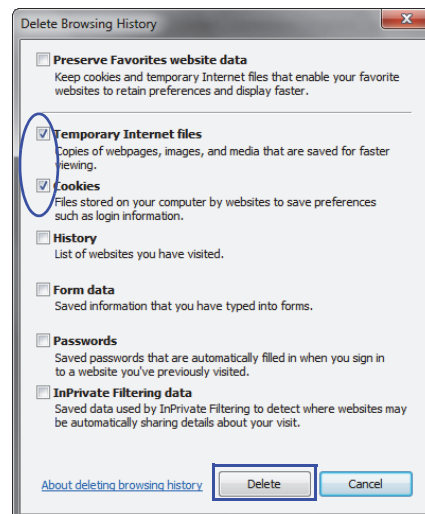 Delete Browsing History
Preserve Favorites website data
Keep cookies and temporary Internet files that enable your favorite
websites to retain preferences and display faster.
Temporary Internet files
Copies of webpages, images, and media that are saved for faster
viewing.
Cookies
Files stored on your computer by websites to save preferences
such as login information.
History
List of websites you have visited.
Form data
Saved information that you have typed into forms.
Passwords
Saved passwords that are automatically filled in when you sign in
to a website you've previously visited.
InPrivate Filtering data
Saved data used by InPrivate Filtering to detect where websites may
be automatically sharing details about your visit.
About deleting browsing history Delete Cancel